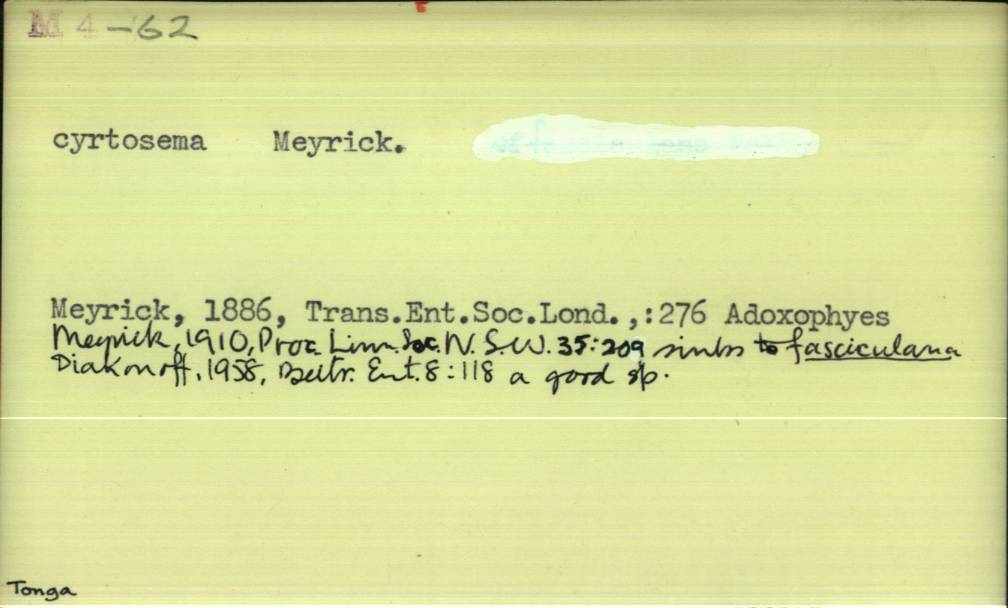 M 4-62
cyrtosema Meyrick.
Meyrick, 1886, Trans.Ent.Soc.Lond.,:276 Adoxophyes
Meyrick, 1910, Proc. Linn. Soc. N. S. W. 35:209 sinks to fasciculana
Diakonoff, 1958, Beitr. Ent. 8:118 a good sp.
Tonga